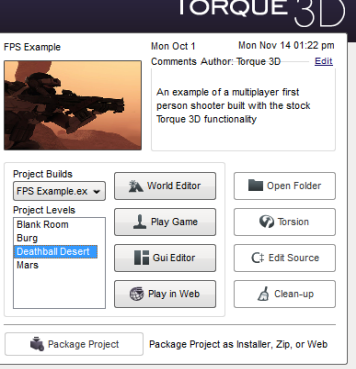 TORQUE 3D
FPS Example
Mon Oct 1
Mon Nov 14 01:22 pm
Comments Author: Torque 3D
Edit
An example of a multiplayer first
person shooter built with the stock
Torque 3D functionality
Project Builds
FPS Example.ex
Project Levels
Blank Room
Burg
Deathball Desert
Mars
World Editor
Play Game
Gui Editor
Play in Web
Open Folder
Torsion
C‡ Edit Source
Clean-up
Package Project
Package Project as Installer, Zip, or Web